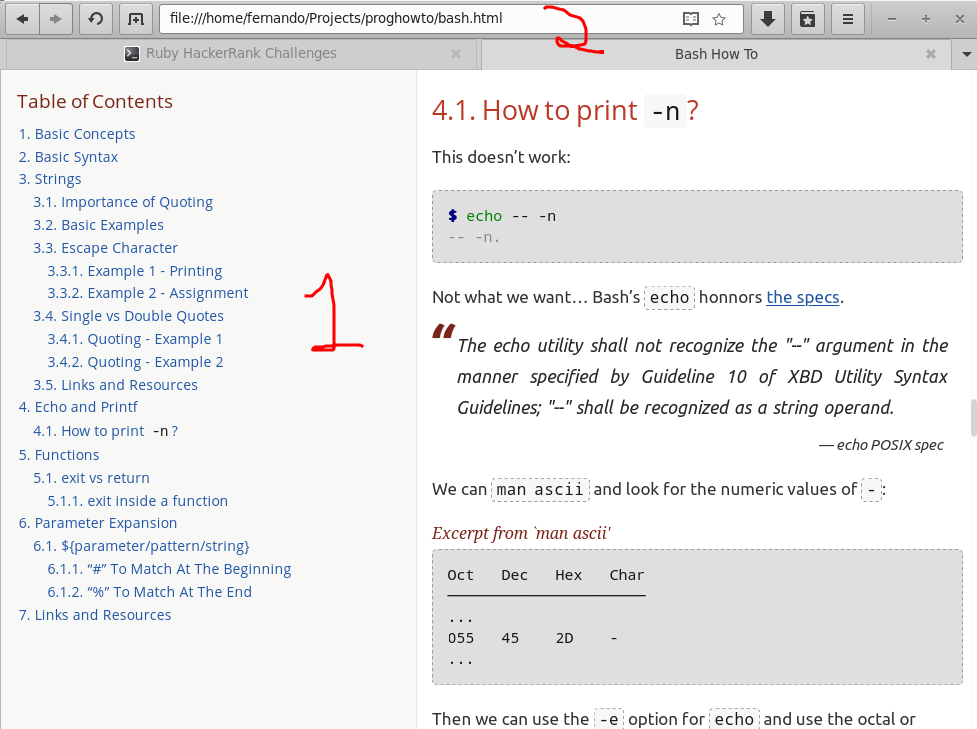 file:///home/fernando/Projects/proghowto/bash.html
2
Ruby HackerRank Challenges
Bash How To
Table of Contents
1. Basic Concepts
2. Basic Syntax
3. Strings
3.1. Importance of Quoting
3.2. Basic Examples
3.3. Escape Character
3.3.1. Example 1 - Printing
3.3.2. Example 2 - Assignment
3.4. Single vs Double Quotes
3.4.1. Quoting - Example 1
3.4.2. Quoting - Example 2
3.5. Links and Resources
4. Echo and Printf
4.1. How to print -n?
5. Functions
5.1. exit vs return
5.1.1. exit inside a function
6. Parameter Expansion
6.1. ${parameter/pattern/string}
6.1.1. “#” To Match At The Beginning
6.1.2. “%” To Match At The End
7. Links and Resources
1
4.1. How to print -n?
This doesn’t work:
$ echo -- -n
-- -n.
Not what we want… Bash’s echo honnors the specs.
“ The echo utility shall not recognize the "--" argument in the
manner specified by Guideline 10 of XBD Utility Syntax
Guidelines; "--" shall be recognized as a string operand.
— echo POSIX spec
We can man ascii and look for the numeric values of -:
Excerpt from `man ascii'
Oct Dec Hex Char
────────────────────────
...
055 45 2D -
...
Then we can use the -e option for echo and use the octal or